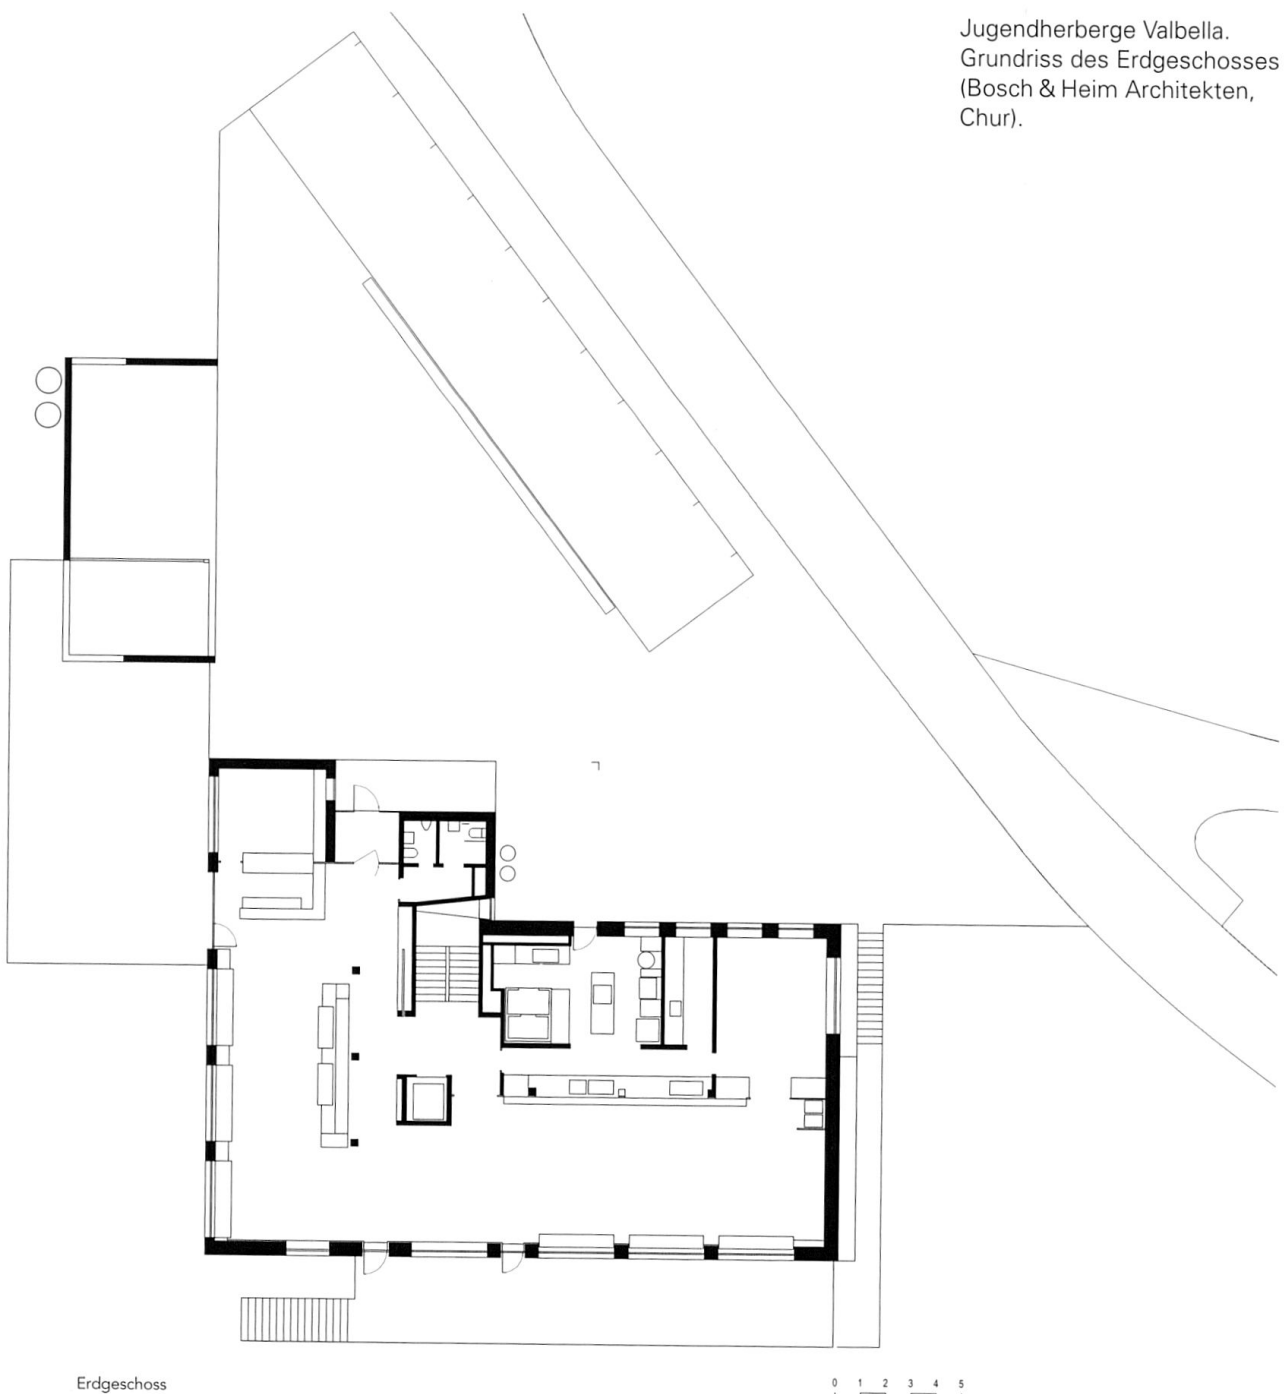 Jugendherberge Valbella.
Grundriss des Erdgeschosses
(Bosch & Heim Architekten,
Chur).
Erdgeschoss
0 1 2 3 4 5